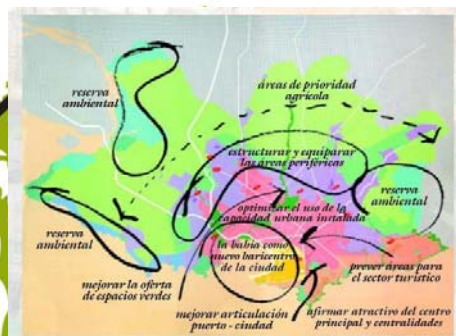 reserva
ambiental
áreas de prioridad
agrícola
estructurar y equiparar
las áreas periféricas
reserva
ambiental
optimizar el uso de la
capacidad urbana instalada
reserva
ambiental
la bahía como
nuevo baricentro
de la ciudad
mejorar la oferta
de espacios verdes
prever áreas para
el sector turístico
mejorar articulación
puerto - ciudad
afirmar atractivo del centro
principal y centralidades